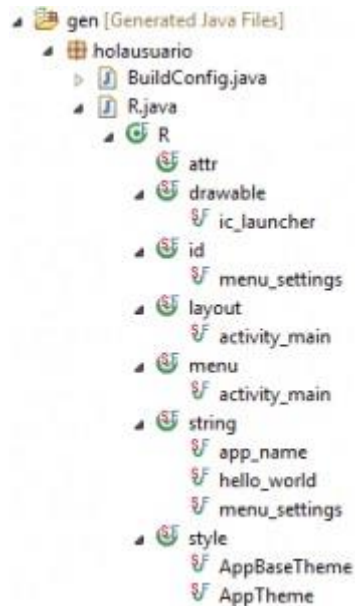 gen [Generated Java Files]
holausuario
BuildConfig.java
R.java
R
attr
drawable
ic_launcher
id
menu_settings
layout
activity_main
menu
activity_main
string
app_name
hello_world
menu_settings
style
AppBaseTheme
AppTheme